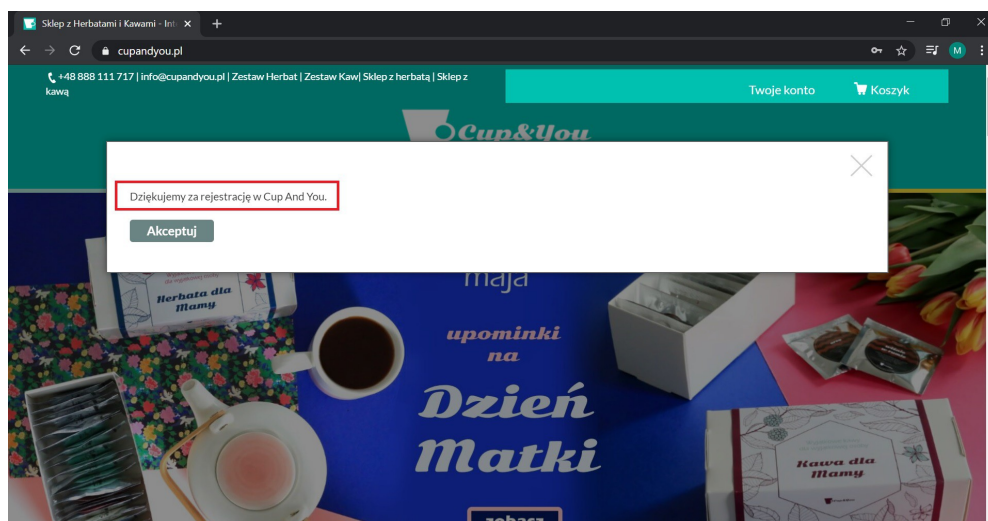 Sklep z Herbatami i Kawami - Int
cupandyou.pl
M
+48 888 111 717 | info@cupandyou.pl | Zestaw Herbat | Zestaw Kaw| Sklep z herbatą | Sklep z
kawą
Twoje konto
Koszyk
Cup&You
Dziękujemy za rejestrację w Cup And You.
Akceptuj
maja
Herbata dla
Mamy
upominki
na
Dzień
Matki
Kawa dla
Mamy
zobacz